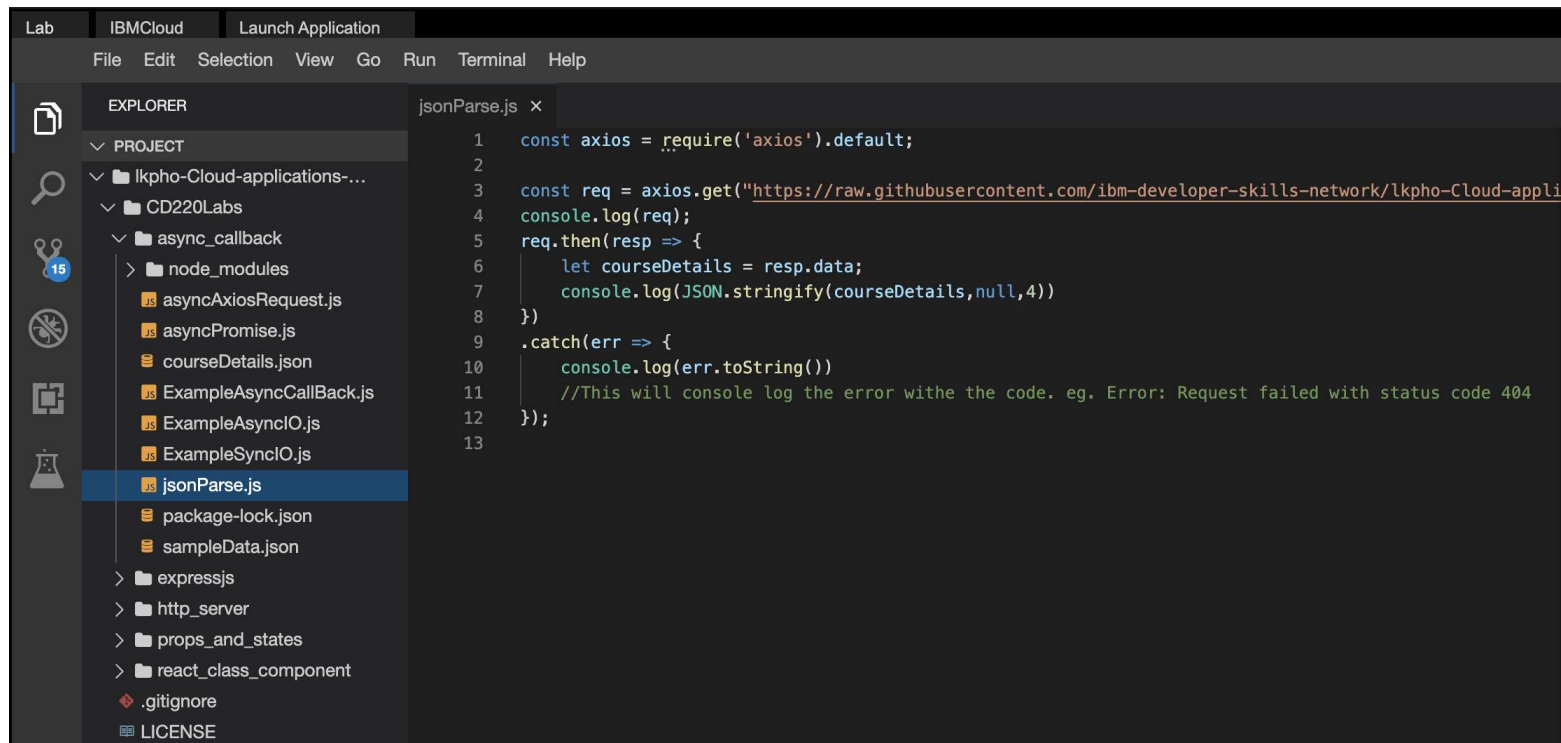 Lab IBMCloud Launch Application
File Edit Selection View Go Run Terminal Help
EXPLORER
PROJECT
lkpho-Cloud-applications-...
CD220Labs
async_callback
node_modules
JS asyncAxiosRequest.js
JS asyncPromise.js
courseDetails.json
JS ExampleAsyncCallBack.js
JS ExampleAsyncIO.js
JS ExampleSyncIO.js
JS jsonParse.js
package-lock.json
sampleData.json
expressjs
http_server
props_and_states
react_class_component
.gitignore
LICENSE
15
jsonParse.js ×
1 const axios = require('axios').default;
2
3 const req = axios.get("https://raw.githubusercontent.com/ibm-developer-skills-network/lkpho-Cloud-appli
4 console.log(req);
5 req.then(resp => {
6 let courseDetails = resp.data;
7 console.log(JSON.stringify(courseDetails,null,4))
8 })
9 .catch(err => {
10 console.log(err.toString())
11 //This will console log the error withe the code. eg. Error: Request failed with status code 404
12 });
13